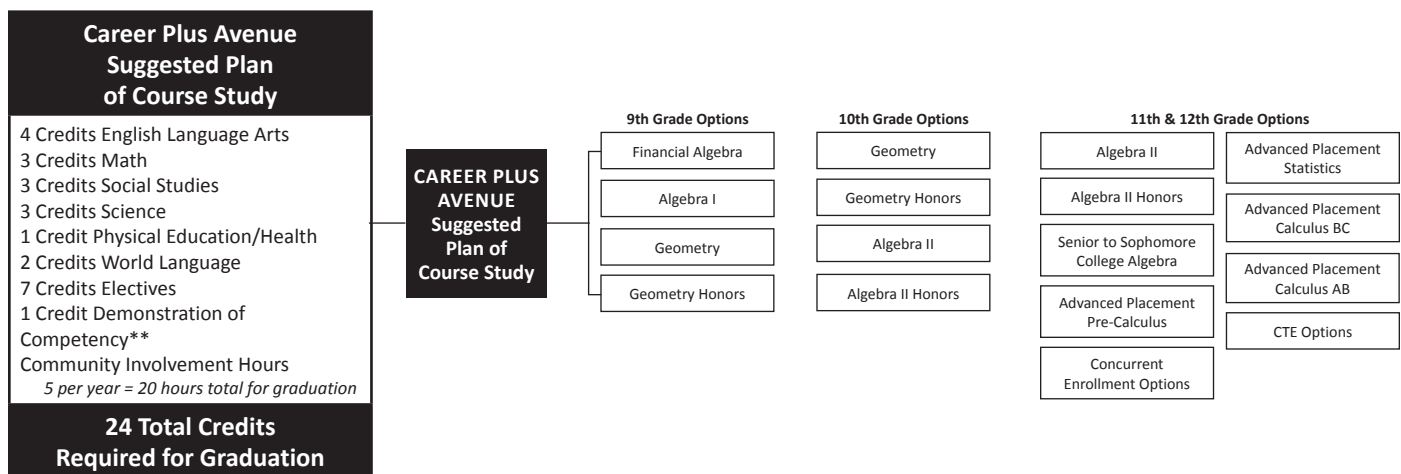 Career Plus Avenue
Suggested Plan
of Course Study
4 Credits English Language Arts
3 Credits Math
3 Credits Social Studies
3 Credits Science
1 Credit Physical Education/Health
2 Credits World Language
7 Credits Electives
1 Credit Demonstration of
Competency**
Community Involvement Hours
5 per year = 20 hours total for graduation
24 Total Credits
Required for Graduation
CAREER PLUS
AVENUE
Suggested
Plan of
Course Study
9th Grade Options
Financial Algebra
Algebra I
Geometry
Geometry Honors
10th Grade Options
Geometry
Geometry Honors
Algebra II
Algebra II Honors
11th & 12th Grade Options
Algebra II
Algebra II Honors
Senior to Sophomore
College Algebra
Advanced Placement
Pre-Calculus
Concurrent
Enrollment Options
Advanced Placement
Statistics
Advanced Placement
Calculus BC
Advanced Placement
Calculus AB
CTE Options